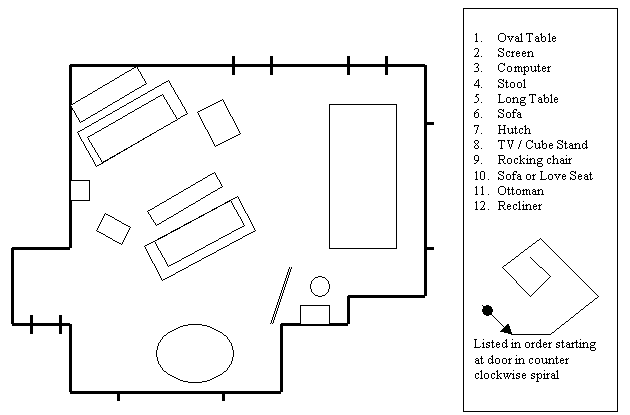 1. Oval Table
2. Screen
3. Computer
4. Stool
5. Long Table
6. Sofa
7. Hutch
8. TV / Cube Stand
9. Rocking chair
10. Sofa or Love Seat
11. Ottoman
12. Recliner
Listed in order starting
at door in counter
clockwise spiral